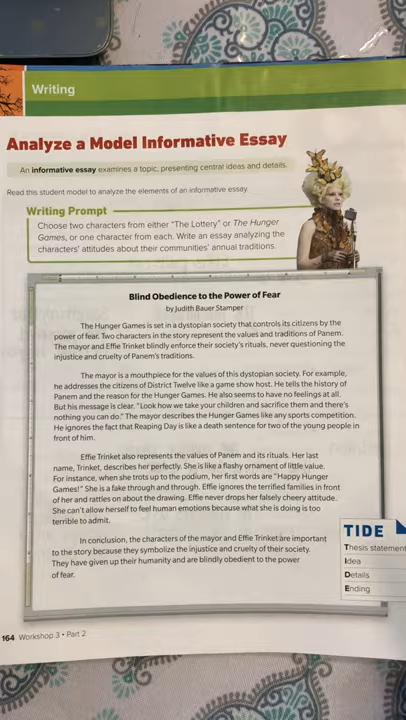 Writing
Analyze a Model Informative Essay
An informative essay examines a topic, presenting central ideas and details.
Read this student model to analyze the elements of an informative essay.
Writing Prompt
Choose two characters from either "The Lottery" or The Hunger
Games, or one character from each. Write an essay analyzing the
characters' attitudes about their communities' annual traditions.
Blind Obedience to the Power of Fear
by Judith Bauer Stamper
The Hunger Games is set in a dystopian society that controls its citizens by the
power of fear. Two characters in the story represent the values and traditions of Panem.
The mayor and Effie Trinket blindly enforce their society's rituals, never questioning the
injustice and cruelty of Panem's traditions.
The mayor is a mouthpiece for the values of this dystopian society. For example,
he addresses the citizens of District Twelve like a game show host. He tells the history of
Panem and the reason for the Hunger Games. He also seems to have no feelings at all.
But his message is clear. "Look how we take your children and sacrifice them and there's
nothing you can do." The mayor describes the Hunger Games like any sports competition.
He ignores the fact that Reaping Day is like a death sentence for two of the young people in
front of him.
Effie Trinket also represents the values of Panem and its rituals. Her last
name, Trinket, describes her perfectly. She is like a flashy ornament of little value.
For instance, when she trots up to the podium, her first words are "Happy Hunger
Games!" She is a fake through and through. Effie ignores the terrified families in front
of her and rattles on about the drawing. Effie never drops her falsely cheery attitude.
She can't allow herself to feel human emotions because what she is doing is too
terrible to admit.
In conclusion, the characters of the mayor and Effie Trinket are important
to the story because they symbolize the injustice and cruelty of their society.
They have given up their humanity and are blindly obedient to the power
of fear.
TIDE
Thesis statement
Idea
Details
Ending
164 Workshop 3 • Part 2